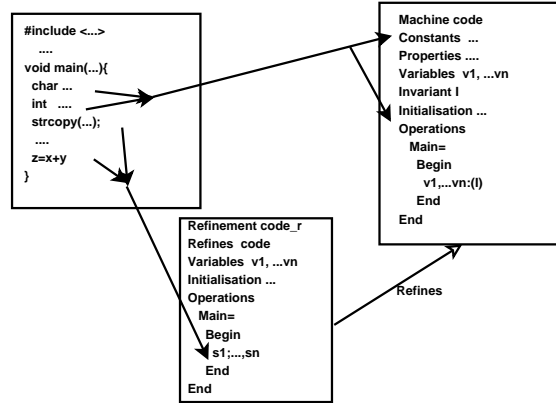 #include <...>
....
void main(...){
char ...
int ....
strcopy(...);
....
z=x+y
}
Machine code
Constants ...
Properties ....
Variables v1, ...vn
Invariant I
Initialisation ...
Operations
Main=
Begin
v1,...vn:(I)
End
End
Refinement code_r
Refines code
Variables v1, ...vn
Initialisation ...
Operations
Main=
Begin
s1;...,sn
End
End
Refines